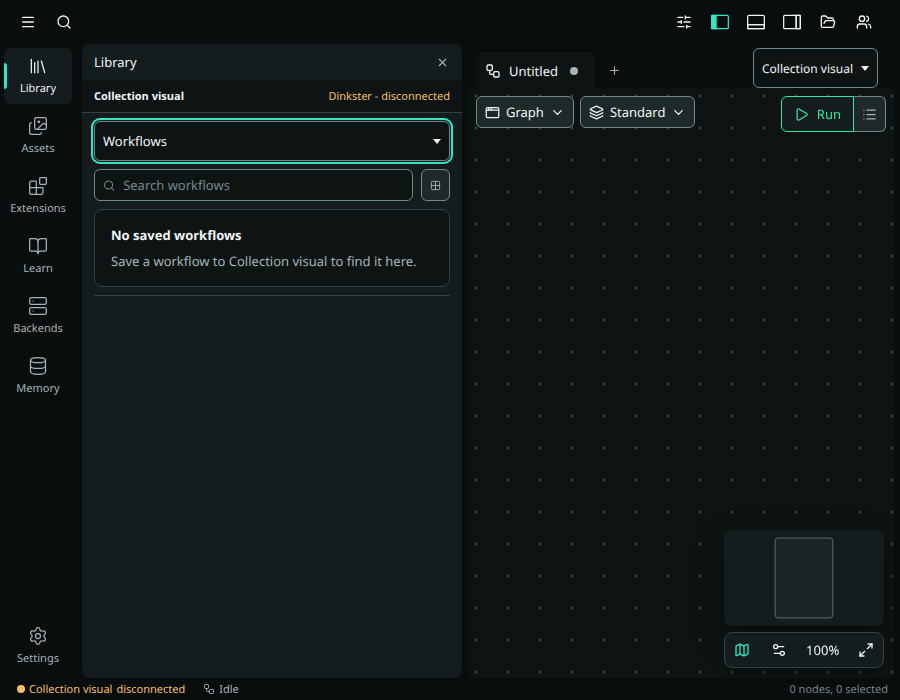 Library
Assets
Extensions
Learn
Backends
Memory
Settings
Library
Collection visual
Dinkster - disconnected
Workflows
Search workflows
No saved workflows
Save a workflow to Collection visual to find it here.
Untitled
Collection visual
Graph
Standard
Run
100%
Collection visual disconnected
Idle
0 nodes, 0 selected